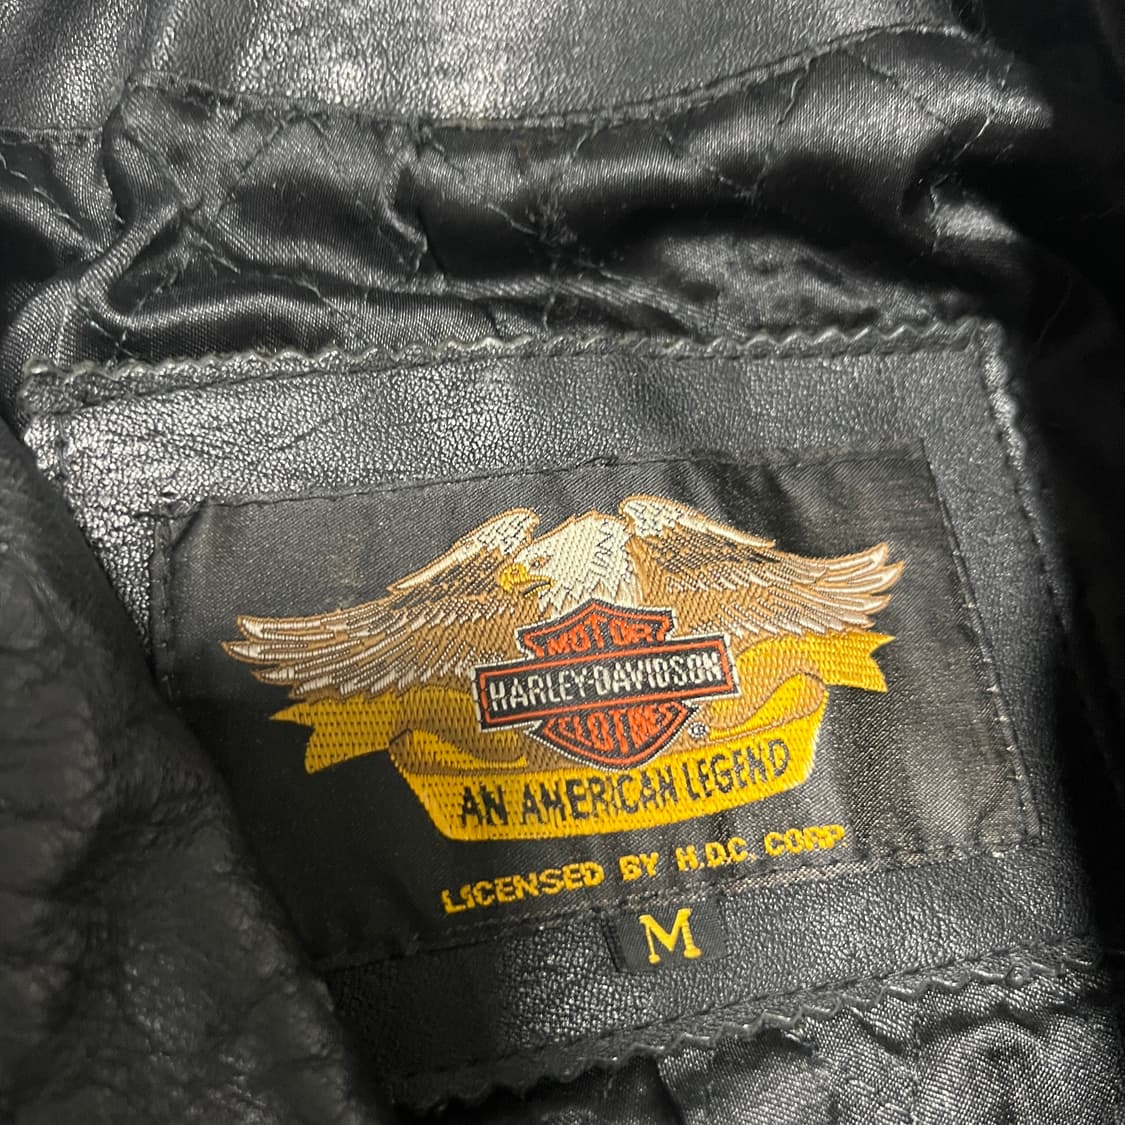 MOTOR
HARLEY-DAVIDSON
CLOTHES
®
AN AMERICAN LEGEND
LICENSED BY H.D.C. CORP.
M